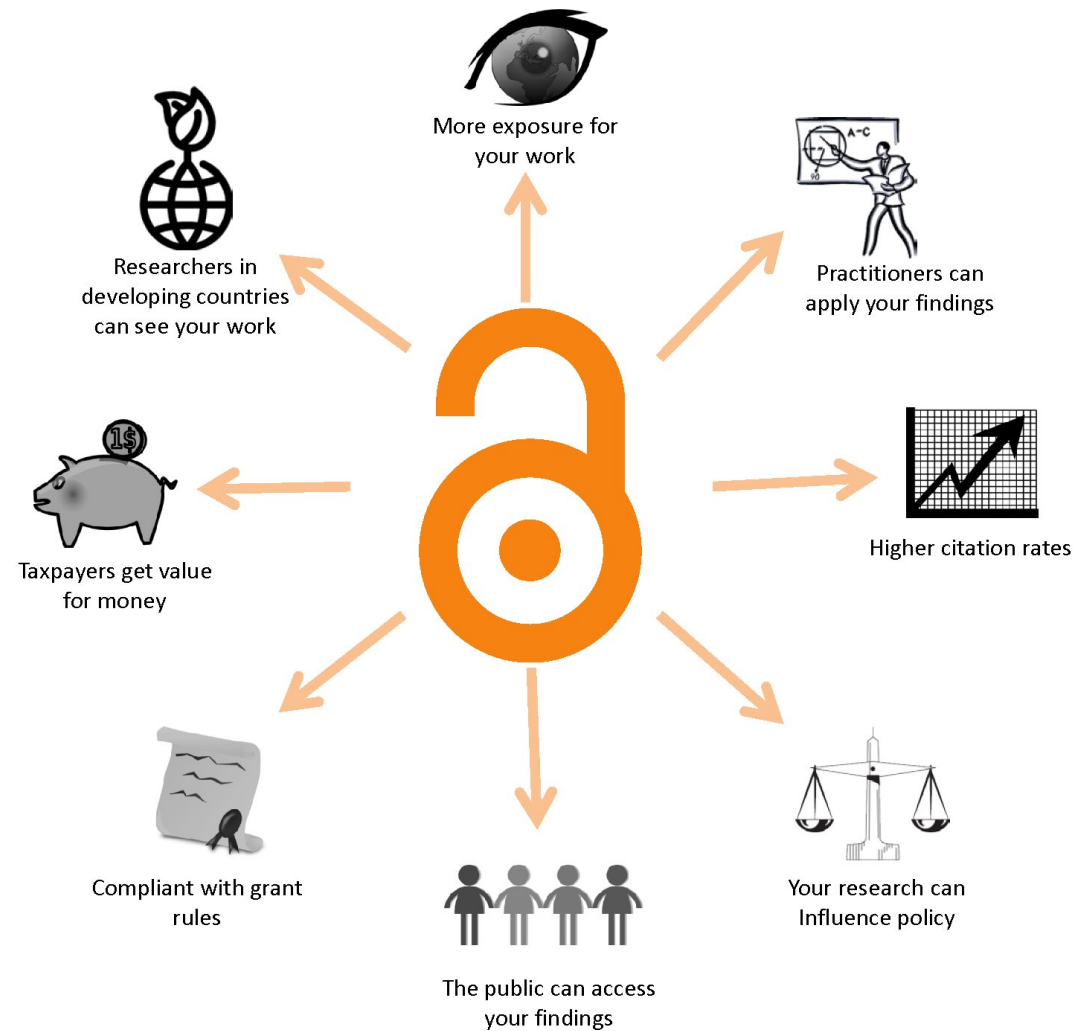 More exposure for
your work
A-C
90
Practitioners can
apply your findings
Higher citation rates
Your research can
Influence policy
The public can access
your findings
Compliant with grant
rules
1$
Taxpayers get value
for money
Researchers in
developing countries
can see your work